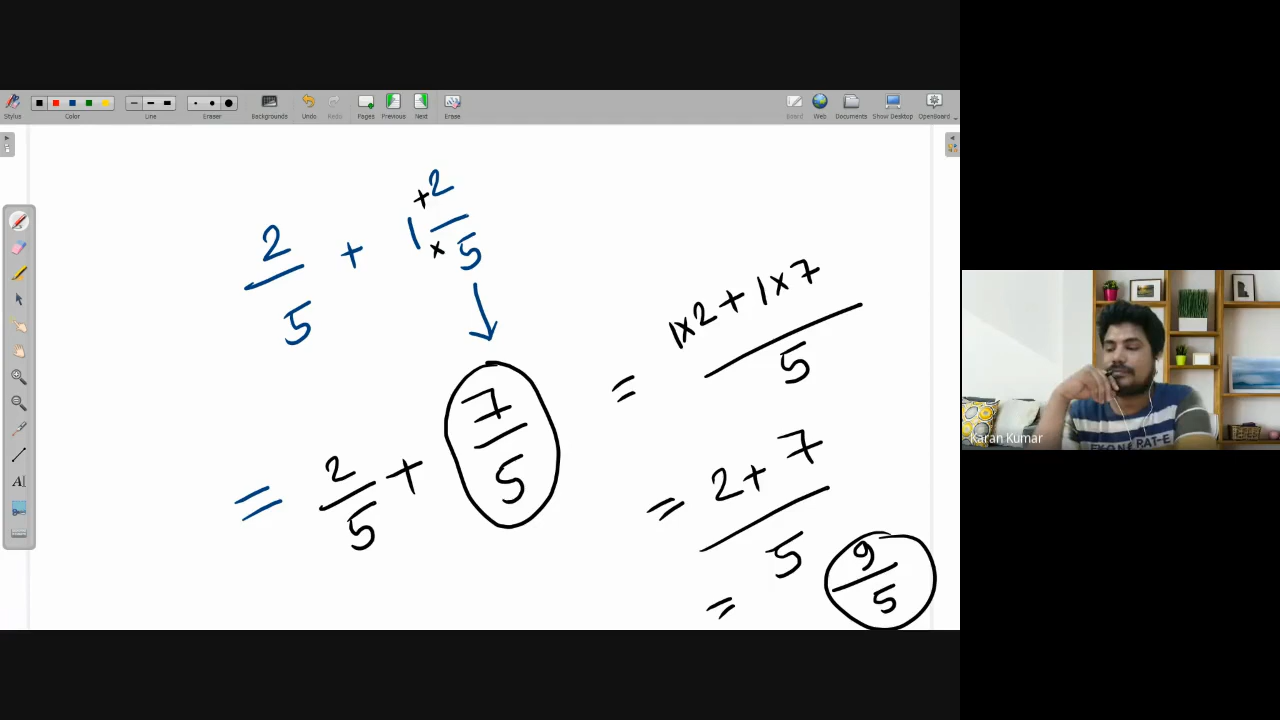 Stylus Color Line Eraser Backgrounds Undo Redo Pages Previous Next Erase Board Web Documents Show Desktop OpenBoard
2/5 + 1 2/5
+
×
= 2/5 + 7/5
= 1×2+1×7/5
= 2+7/5
= 9/5
Karan Kumar